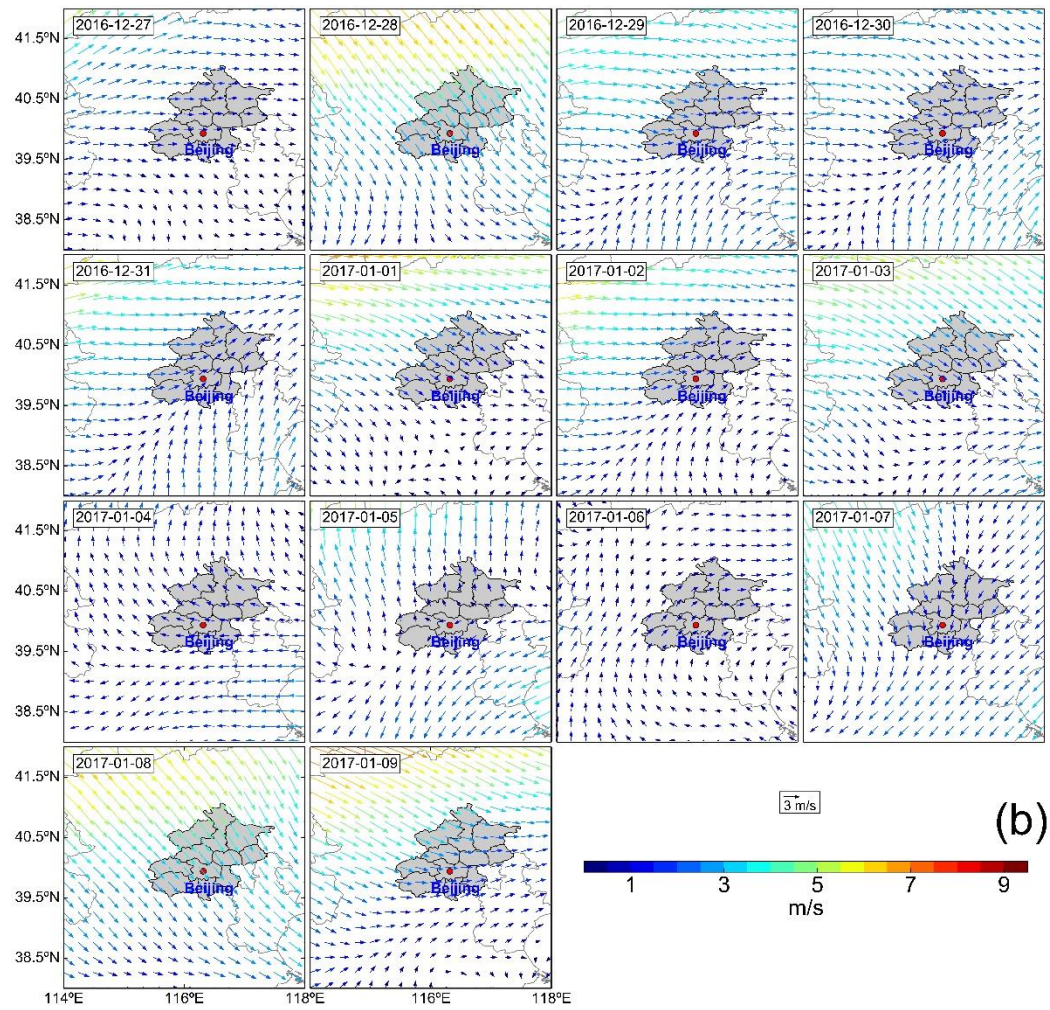 2016-12-27 2016-12-28 2016-12-29 2016-12-30
41.5°N
40.5°N
39.5°N
38.5°N
Beijing Beijing Beijing Beijing
2016-12-31 2017-01-01 2017-01-02 2017-01-03
41.5°N
40.5°N
39.5°N
38.5°N
Beijing Beijing Beijing Beijing
2017-01-04 2017-01-05 2017-01-06 2017-01-07
41.5°N
40.5°N
39.5°N
38.5°N
Beijing Beijing Beijing Beijing
2017-01-08 2017-01-09
41.5°N
40.5°N
39.5°N
38.5°N
Beijing Beijing
114°E 116°E 118°E 116°E 118°E
3 m/s
(b)
1 3 5 7 9
m/s